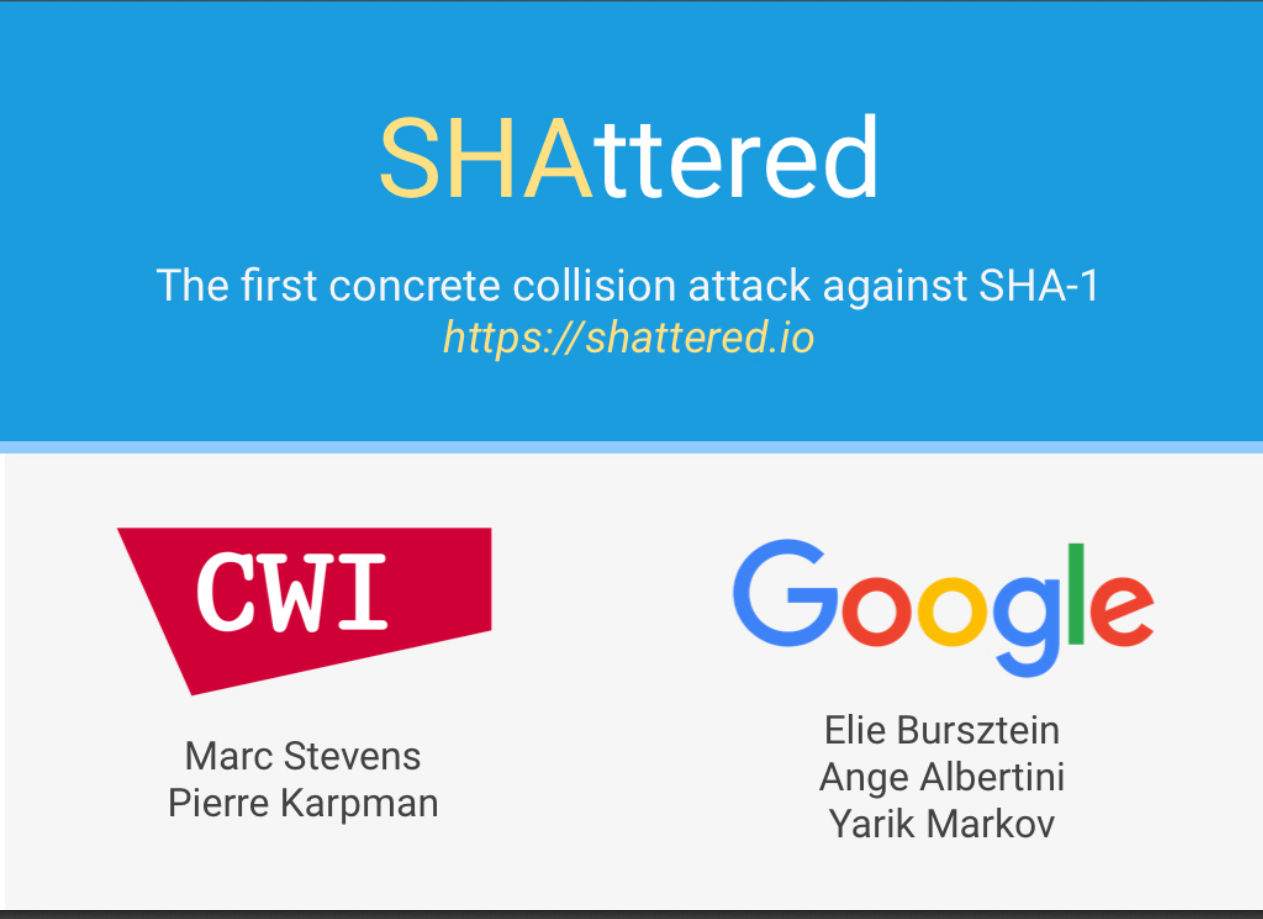 SHAttered
The first concrete collision attack against SHA-1
https://shattered.io
CWI
Marc Stevens
Pierre Karpman
Google
Elie Bursztein
Ange Albertini
Yarik Markov